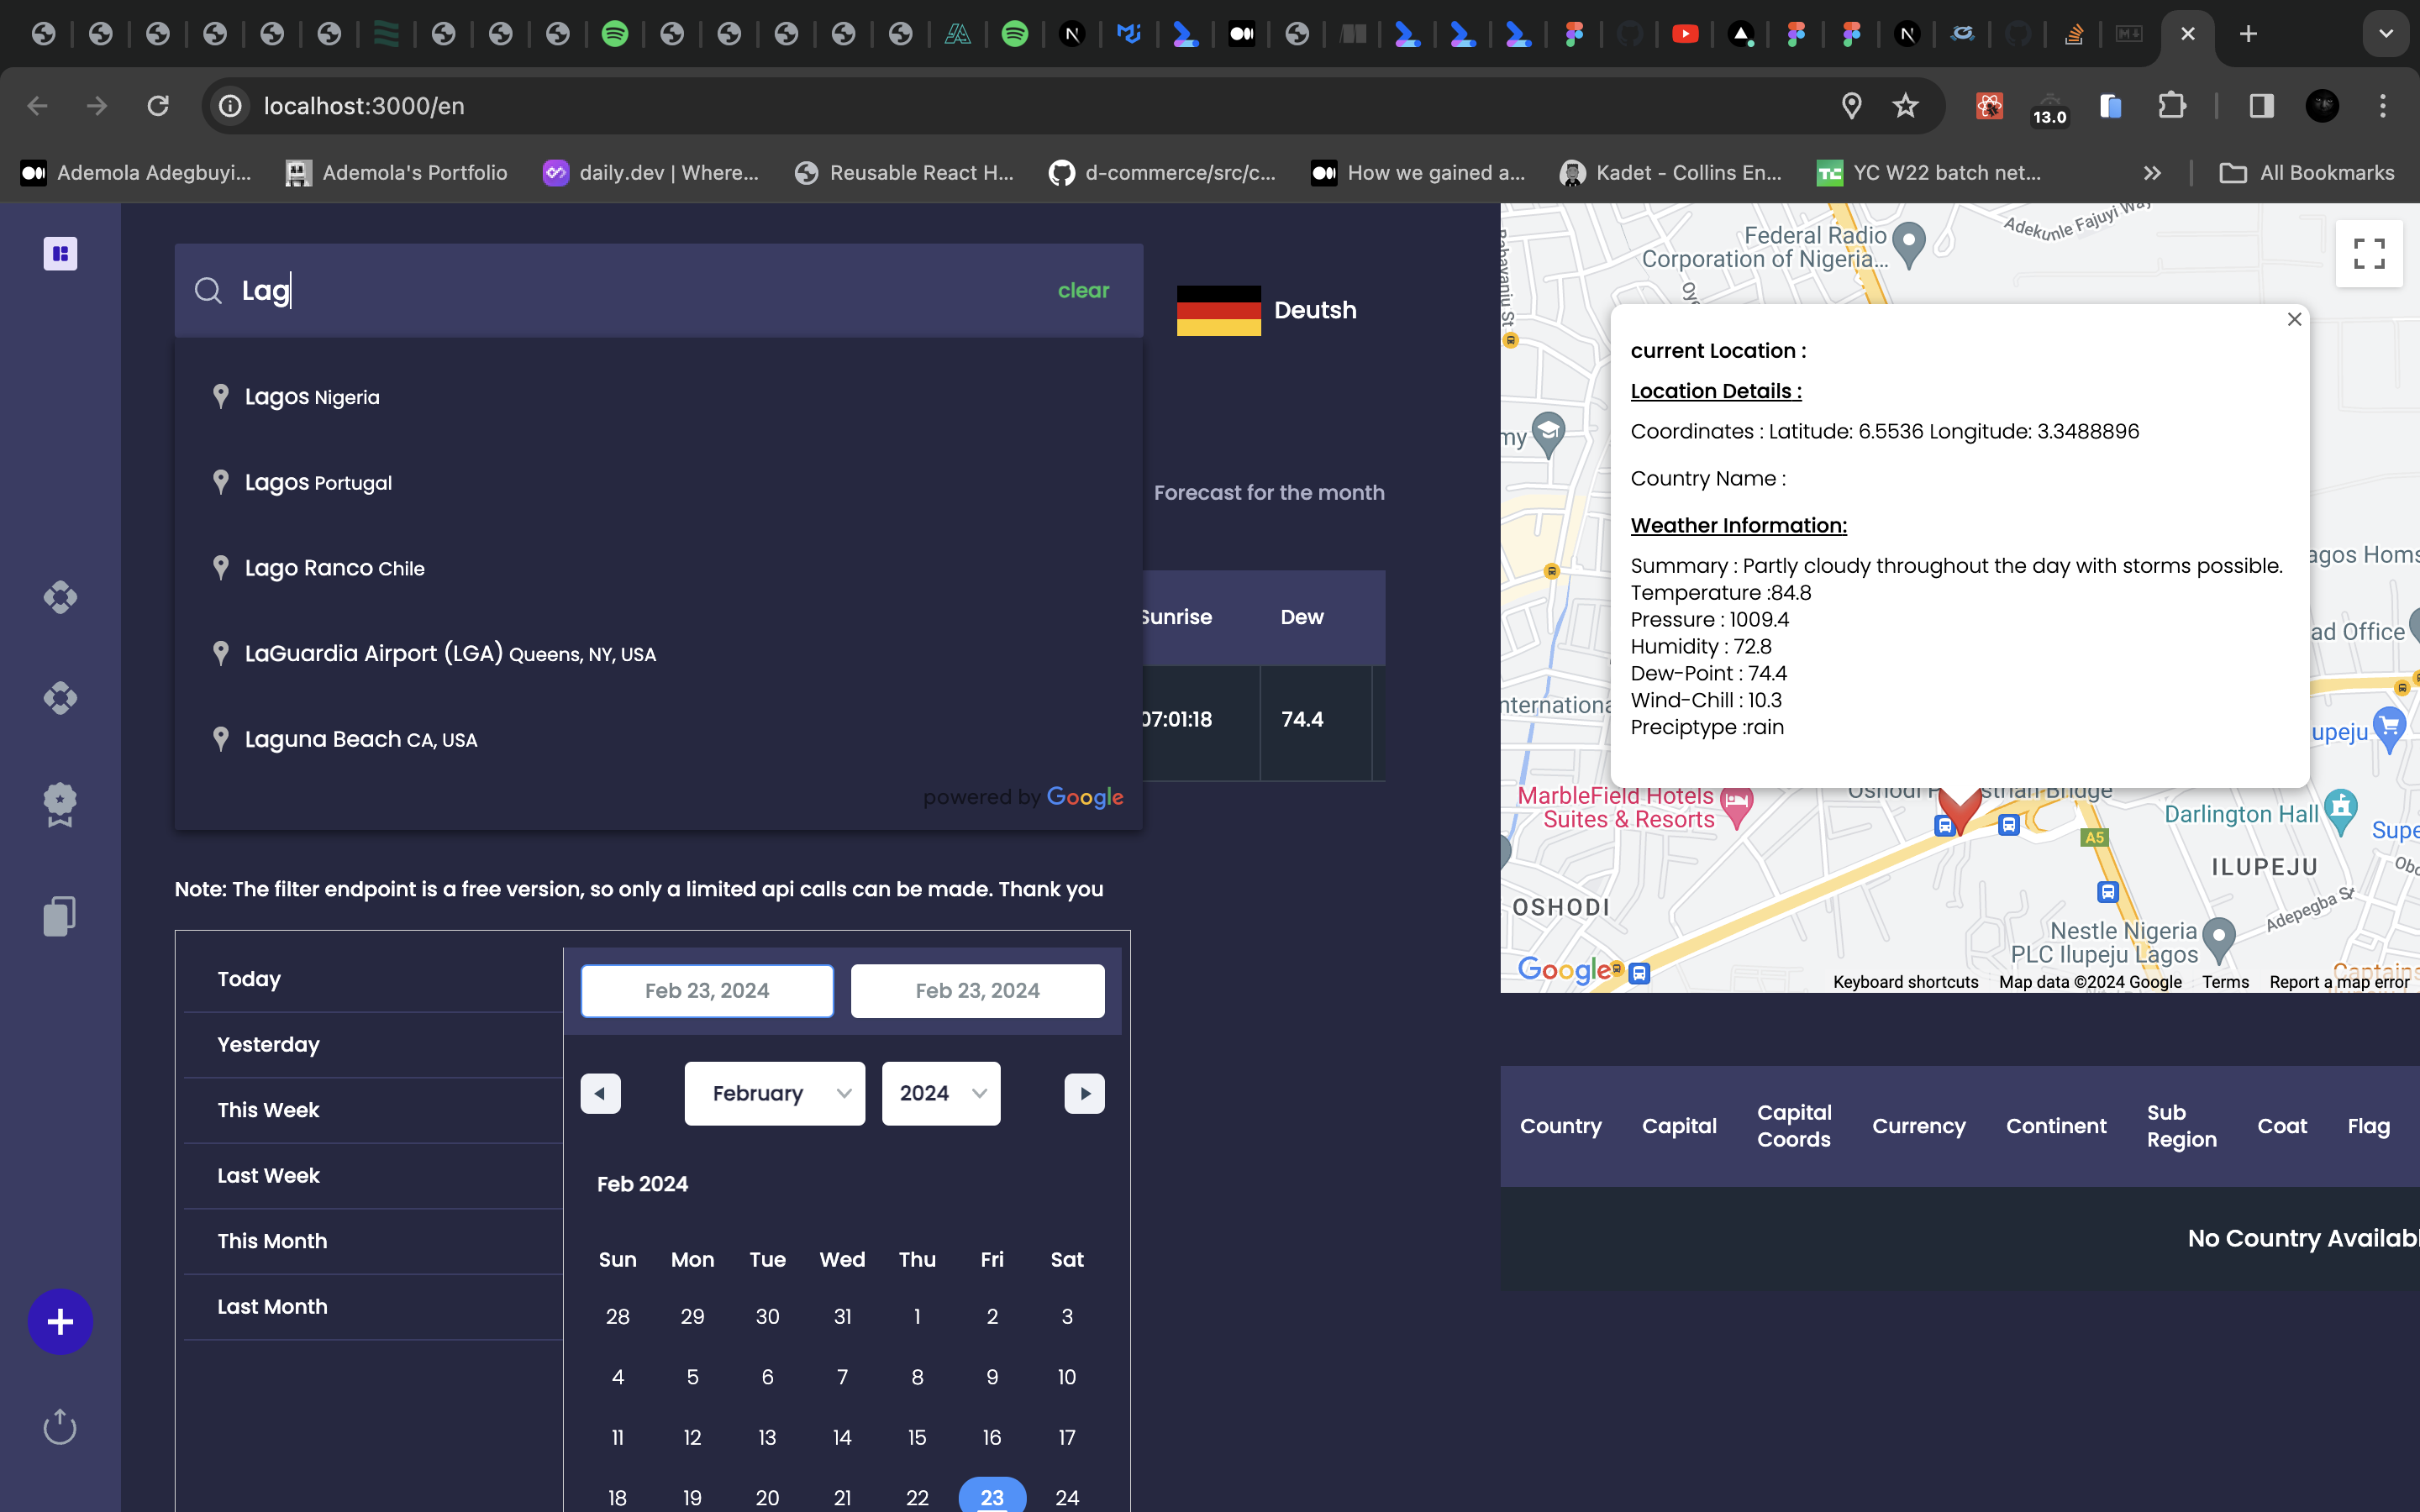 localhost:3000/en
13.0
Ademola Adegbuyi...
Ademola's Portfolio
daily.dev | Where...
Reusable React H...
d-commerce/src/c...
How we gained a...
Kadet - Collins En...
YC W22 batch net...
All Bookmarks
Lag
clear
Deutsh
Lagos Nigeria
Lagos Portugal
Lago Ranco Chile
LaGuardia Airport (LGA) Queens, NY, USA
Laguna Beach CA, USA
powered by Google
Forecast for the month
Sunrise
Dew
07:01:18
74.4
Note: The filter endpoint is a free version, so only a limited api calls can be made. Thank you
Today
Yesterday
This Week
Last Week
This Month
Last Month
Feb 23, 2024
Feb 23, 2024
February
2024
Feb 2024
Sun Mon Tue Wed Thu Fri Sat
28 29 30 31 1 2 3
4 5 6 7 8 9 10
11 12 13 14 15 16 17
18 19 20 21 22 23 24
Adekunle Fajuyi Way
Federal Radio
Corporation of Nigeria...
current Location :
Location Details :
Coordinates : Latitude: 6.5536 Longitude: 3.3488896
Country Name :
Weather Information:
Summary : Partly cloudy throughout the day with storms possible.
Temperature :84.8
Pressure : 1009.4
Humidity : 72.8
Dew-Point : 74.4
Wind-Chill : 10.3
Preciptype :rain
my
nternationa
agos Homs
ad Office
upeju
MarbleField Hotels
Suites & Resorts
Oshodi
Bridge
A5
Darlington Hall
Supe
ILUPEJU
OSHODI
Adepegba St
Nestle Nigeria
PLC Ilupeju Lagos
Captains
Google
Keyboard shortcuts
Map data ©2024 Google
Terms
Report a map error
Country
Capital
Capital
Coords
Currency
Continent
Sub
Region
Coat
Flag
No Country Availabl